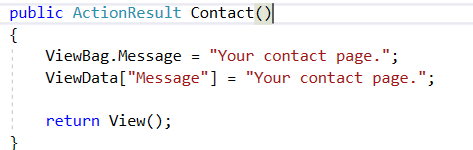 public ActionResult Contact()
{
    ViewBag.Message = "Your contact page.";
    ViewData["Message"] = "Your contact page.";
    return View();
}